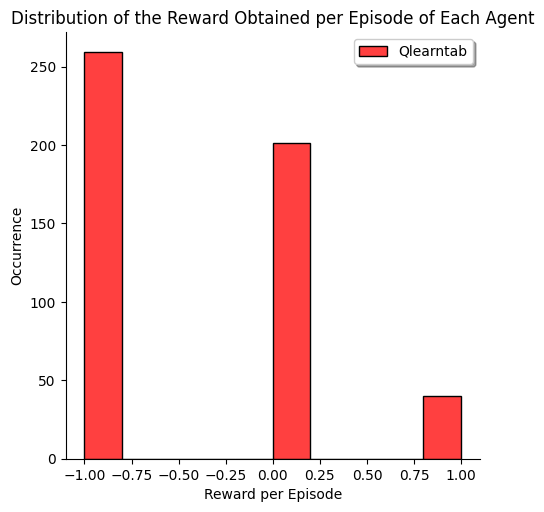 Distribution of the Reward Obtained per Episode of Each Agent
Qlearntab
250
200
150
100
50
0
Occurrence
−1.00 −0.75 −0.50 −0.25 0.00 0.25 0.50 0.75 1.00
Reward per Episode